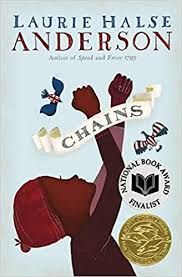 LAURIE HALSE
ANDERSON
Author of Speak and Fever 1793
CHAINS
NATIONAL BOOK AWARD
FINALIST